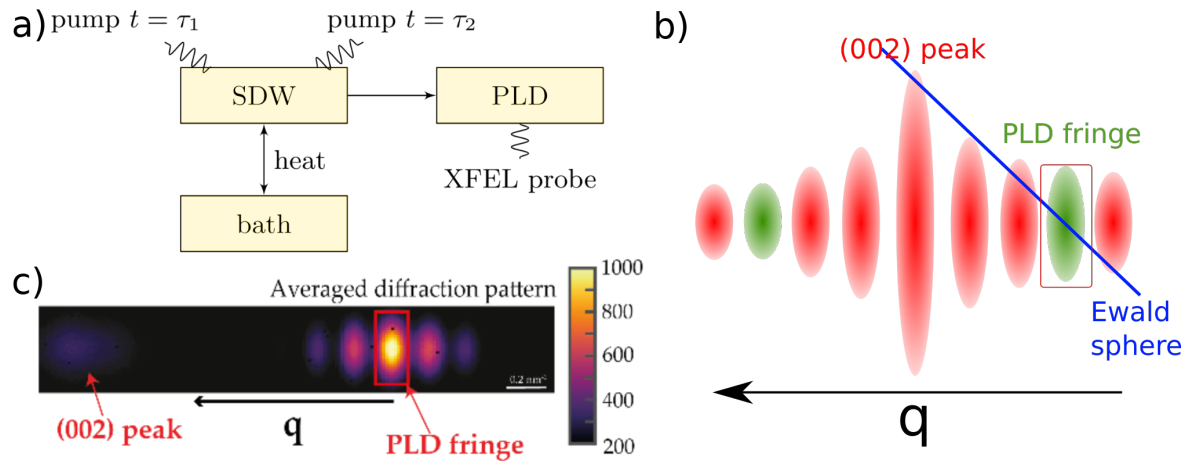 a)
pump t = τ₁
pump t = τ₂
SDW
PLD
heat
XFEL probe
bath
b)
(002) peak
PLD fringe
Ewald
sphere
q
c)
Averaged diffraction pattern
1000
800
600
400
200
(002) peak
q
PLD fringe